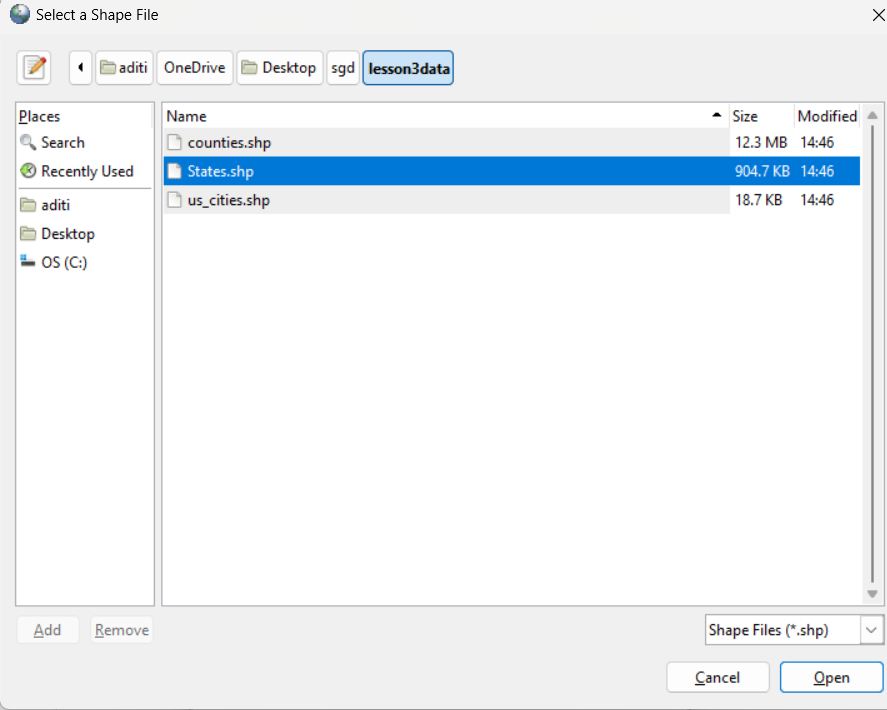 Select a Shape File
aditi OneDrive Desktop sgd lesson3data
Places
Search
Recently Used
aditi
Desktop
OS (C:)
Name Size Modified
counties.shp 12.3 MB 14:46
States.shp 904.7 KB 14:46
us_cities.shp 18.7 KB 14:46
Add Remove
Shape Files (*.shp)
Cancel Open